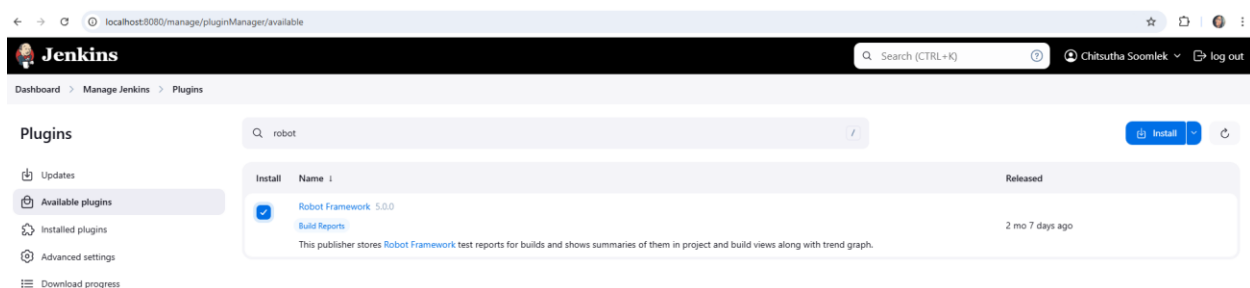 localhost:8080/manage/pluginManager/available
Jenkins
Search (CTRL+K)
?
Chitsutha Soomlek
log out
Dashboard > Manage Jenkins > Plugins
Plugins
robot
/
Install
Updates
Available plugins
Installed plugins
Advanced settings
Download progress
Install Name ↓ Released
Robot Framework 5.0.0
Build Reports
This publisher stores Robot Framework test reports for builds and shows summaries of them in project and build views along with trend graph.
2 mo 7 days ago